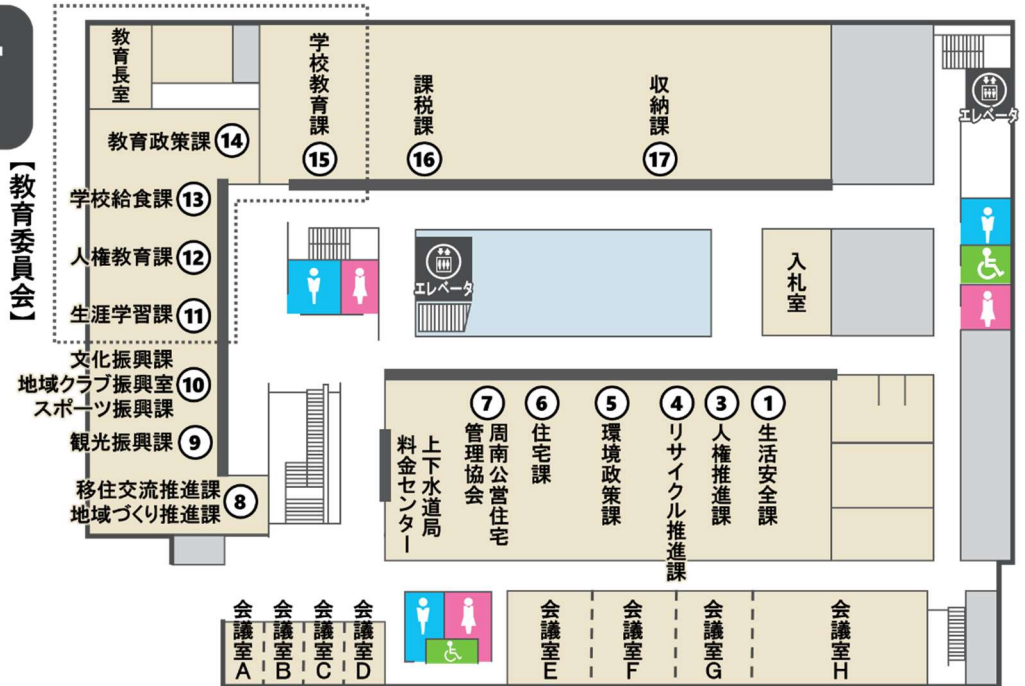 【教育委員会】
教育長室
教育政策課 14
学校教育課
15
課税課
16
収納課
17
エレベータ
学校給食課 13
人権教育課 12
生涯学習課 11
文化振興課
地域クラブ振興室 10
スポーツ振興課
観光振興課 9
移住交流推進課
地域づくり推進課 8
エレベータ
入札室
上下水道局
料金センター
7
周南公営住宅
管理協会
6
住宅課
5
環境政策課
4
リサイクル推進課
3
人権推進課
1
生活安全課
会議室A
会議室B
会議室C
会議室D
会議室E
会議室F
会議室G
会議室H